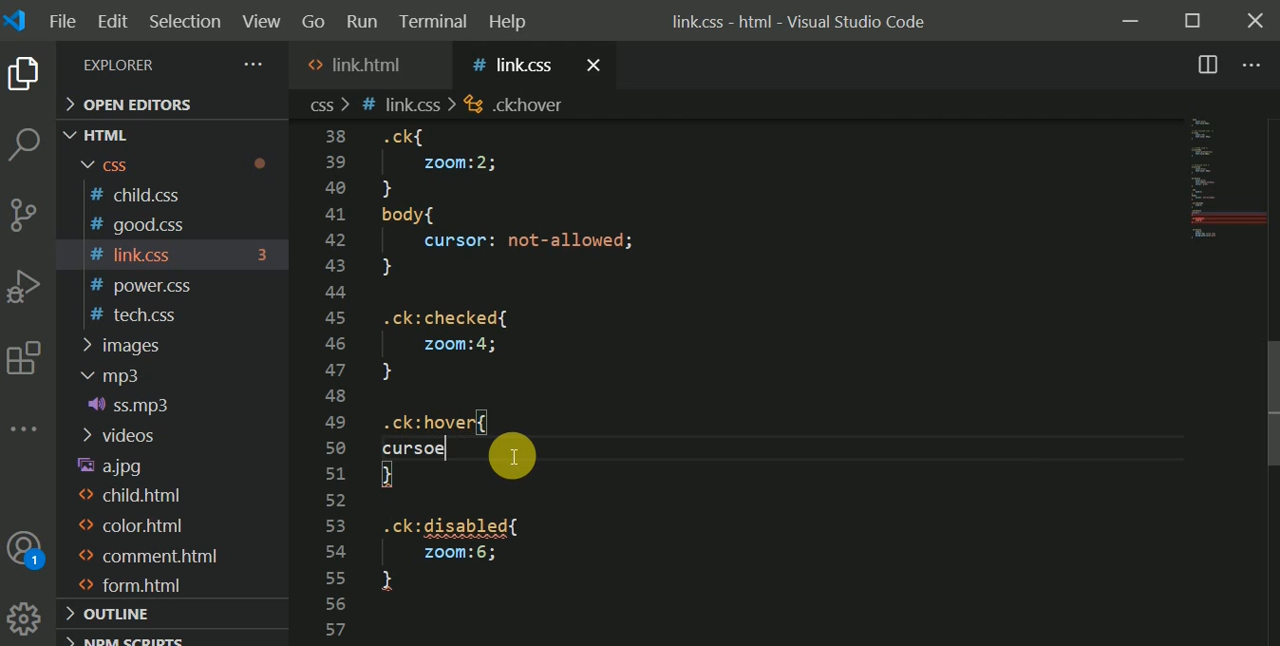 File Edit Selection View Go Run Terminal Help link.css - html - Visual Studio Code
EXPLORER ··· <> link.html # link.css
OPEN EDITORS
css > # link.css > .ck:hover
HTML
css
# child.css
# good.css
# link.css 3
# power.css
# tech.css
images
mp3
ss.mp3
videos
a.jpg
<> child.html
<> color.html
<> comment.html
<> form.html
OUTLINE
NPM SCRIPTS
1
38 .ck{
39 zoom:2;
40 }
41 body{
42 cursor: not-allowed;
43 }
44
45 .ck:checked{
46 zoom:4;
47 }
48
49 .ck:hover{
50 cursoe
51 }
52
53 .ck:disabled{
54 zoom:6;
55 }
56
57